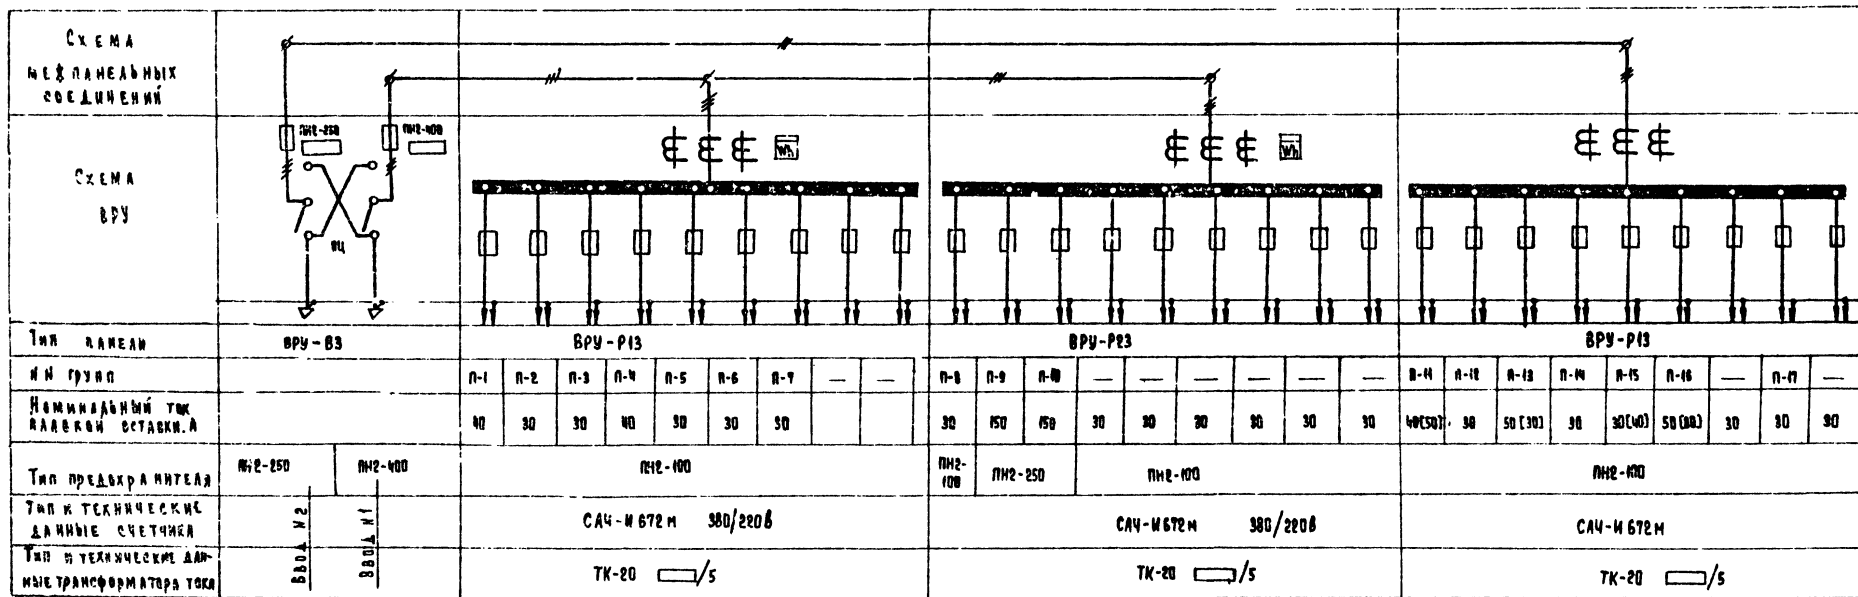 Схема
межпанельных
соединений
ПН2-250
ПН2-400
Wh
Wh
Схема
ВРУ
ВЦ
Тип панели
ВРУ-В3
ВРУ-Р13
ВРУ-Р23
ВРУ-Р13
NN групп
П-1 П-2 П-3 П-4 П-5 П-6 П-7 — —
П-8 П-9 П-10 — — — — — —
П-11 П-12 П-13 П-14 П-15 П-16 — П-17 —
Номинальный ток
плавкой вставки. А
40 30 30 40 30 30 30
30 150 150 30 30 30 30 30 30
40[50] 30 50[30] 30 30[40] 50[80] 30 30 30
Тип предохранителя
ПН2-250
ПН2-400
ПН2-100
ПН2-
100
ПН2-250
ПН2-100
ПН2-100
Тип и технические
данные счетчика
САЧ-И672м 380/220в
САЧ-И672м 380/220в
САЧ-И672м
Тип и технические дан-
ные трансформатора тока
Ввод N2
Ввод N1
ТК-20 /5
ТК-20 /5
ТК-20 /5